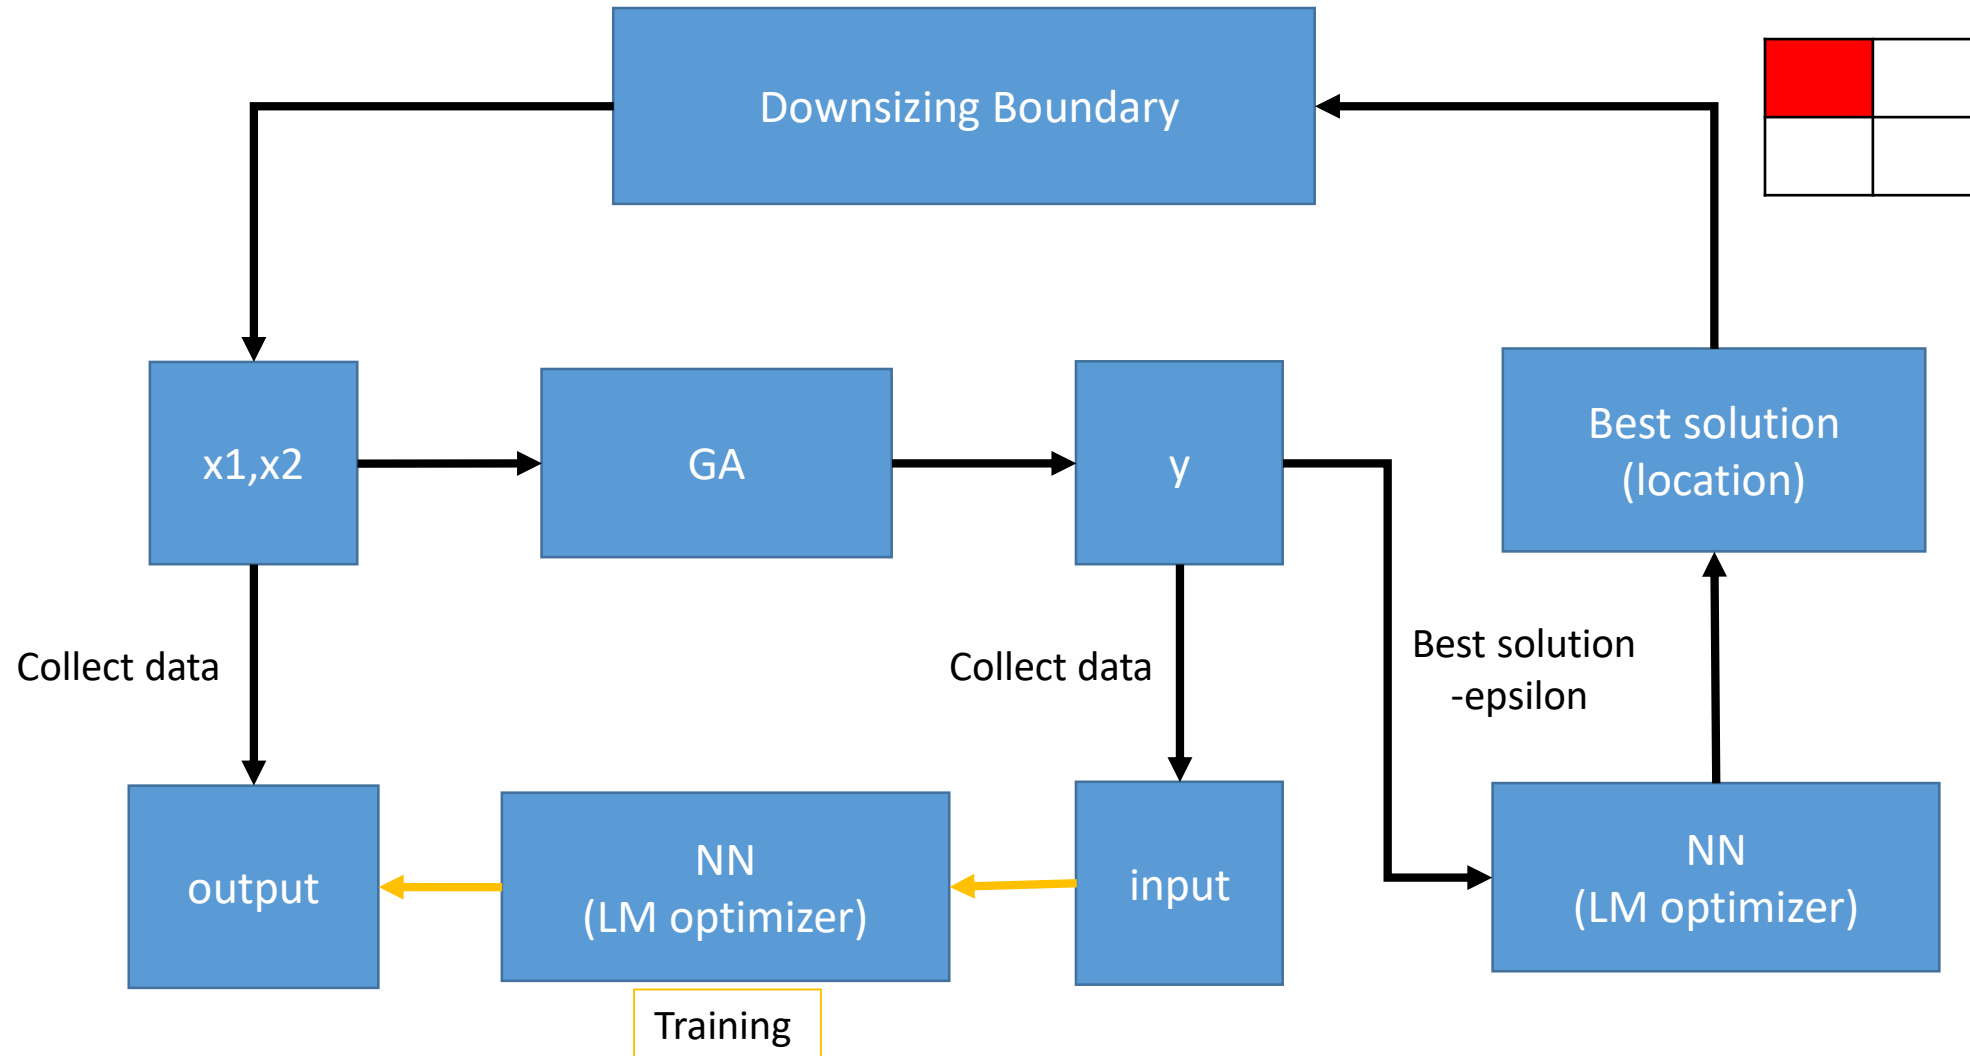 Downsizing Boundary
x1,x2
GA
y
Best solution
(location)
Collect data
Collect data
Best solution
-epsilon
output
NN
(LM optimizer)
input
NN
(LM optimizer)
Training